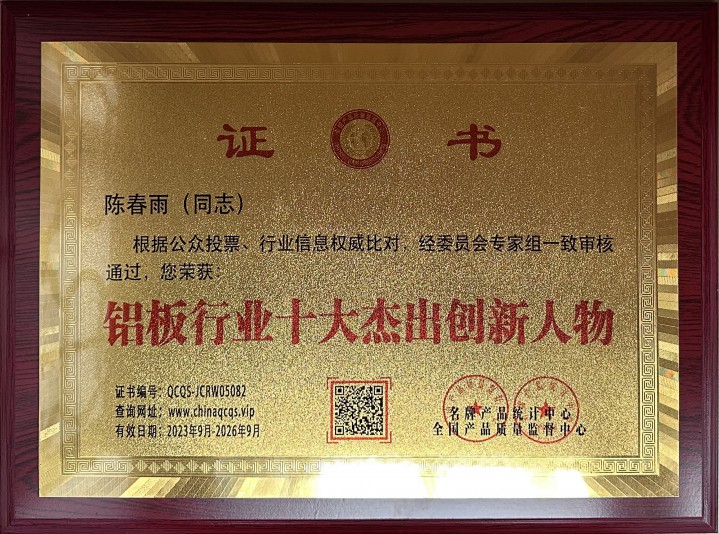 证 书
陈春雨（同志）
根据公众投票、行业信息权威比对，经委员会专家组一致审核
通过，您荣获：
铝板行业十大杰出创新人物
证书编号：QCQS-JCRW05082
查询网址：www.chinaqcqs.vip
有效日期：2023年9月-2026年9月
名牌产品统计中心
全国产品质量监督中心